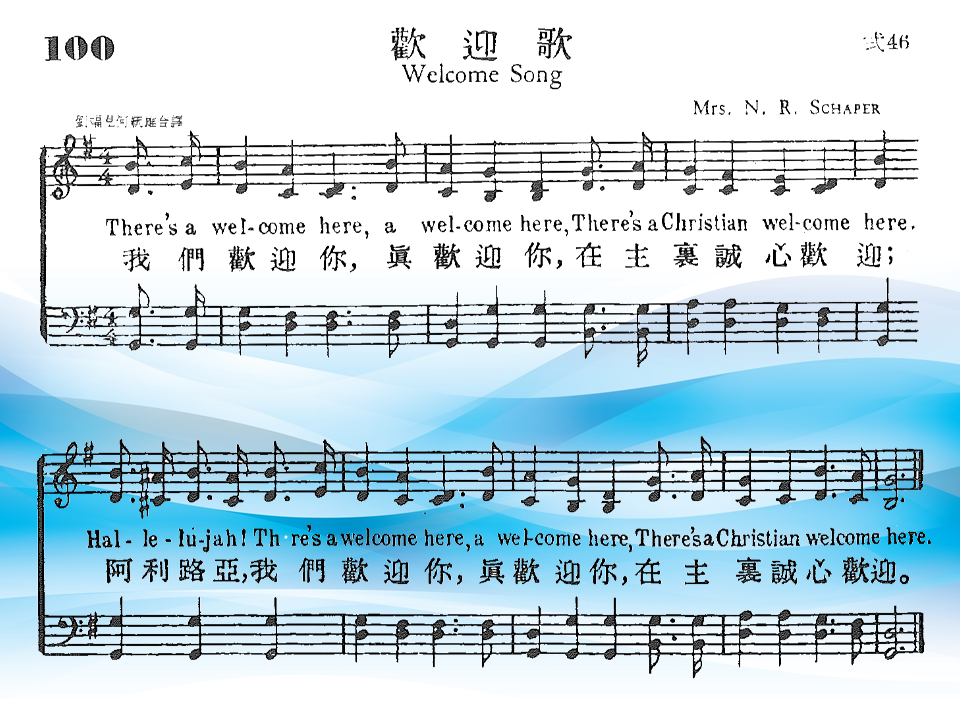 100
歡迎歌
式46
Welcome Song
Mrs. N. R. Schaper
There's a wel-come here, a wel-come here, There's a Christian wel-come here.
我們歡迎你,眞歡迎你,在主裏誠心歡迎;
Hal - le - lu-jah! Th re's a welcome here, a wel-come here, There's a Christian welcome here.
阿利路亞,我們歡迎你,眞歡迎你,在主裏誠心歡迎。